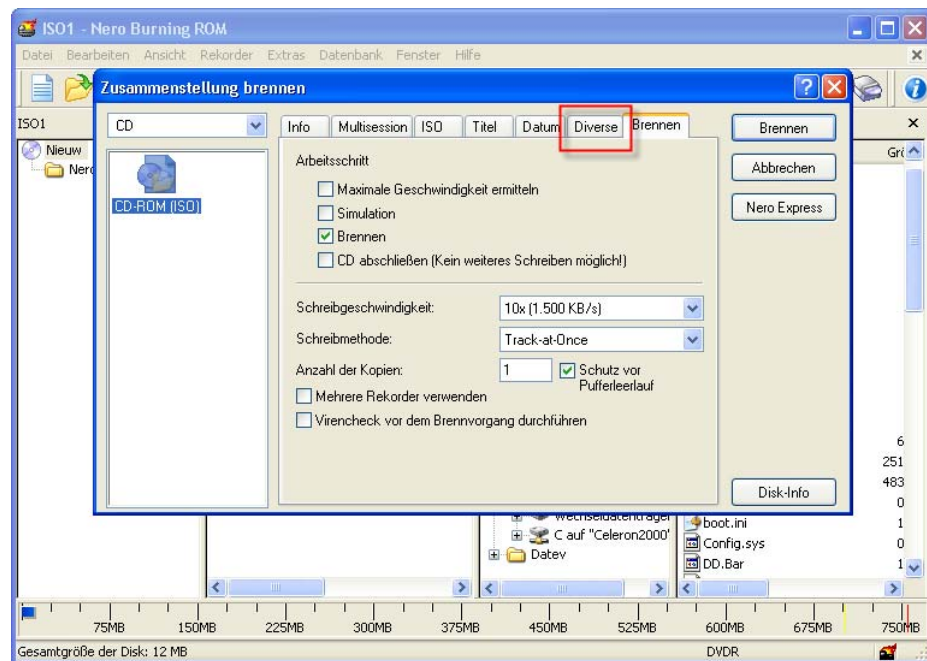 ISO1 - Nero Burning ROM
Datei Bearbeiten Ansicht Rekorder Extras Datenbank Fenster Hilfe
Zusammenstellung brennen
ISO1
Nieuw
CD
CD-ROM (ISO)
Info Multisession ISO Titel Datum Diverse Brennen
Arbeitsschritt
Maximale Geschwindigkeit ermitteln
Simulation
Brennen
CD abschließen (Kein weiteres Schreiben möglich!)
Schreibgeschwindigkeit: 10x (1.500 KB/s)
Schreibmethode: Track-at-Once
Anzahl der Kopien: 1 Schutz vor Pufferleerlauf
Mehrere Rekorder verwenden
Virencheck vor dem Brennvorgang durchführen
Brennen
Abbrechen
Nero Express
Disk-Info
6
251
483
0
Wechseldatenträger boot.ini 1
C auf "Celeron2000" Config.sys 0
Datev DD.Bar 1
75MB 150MB 225MB 300MB 375MB 450MB 525MB 600MB 675MB 750MB
Gesamtgröße der Disk: 12 MB DVDR